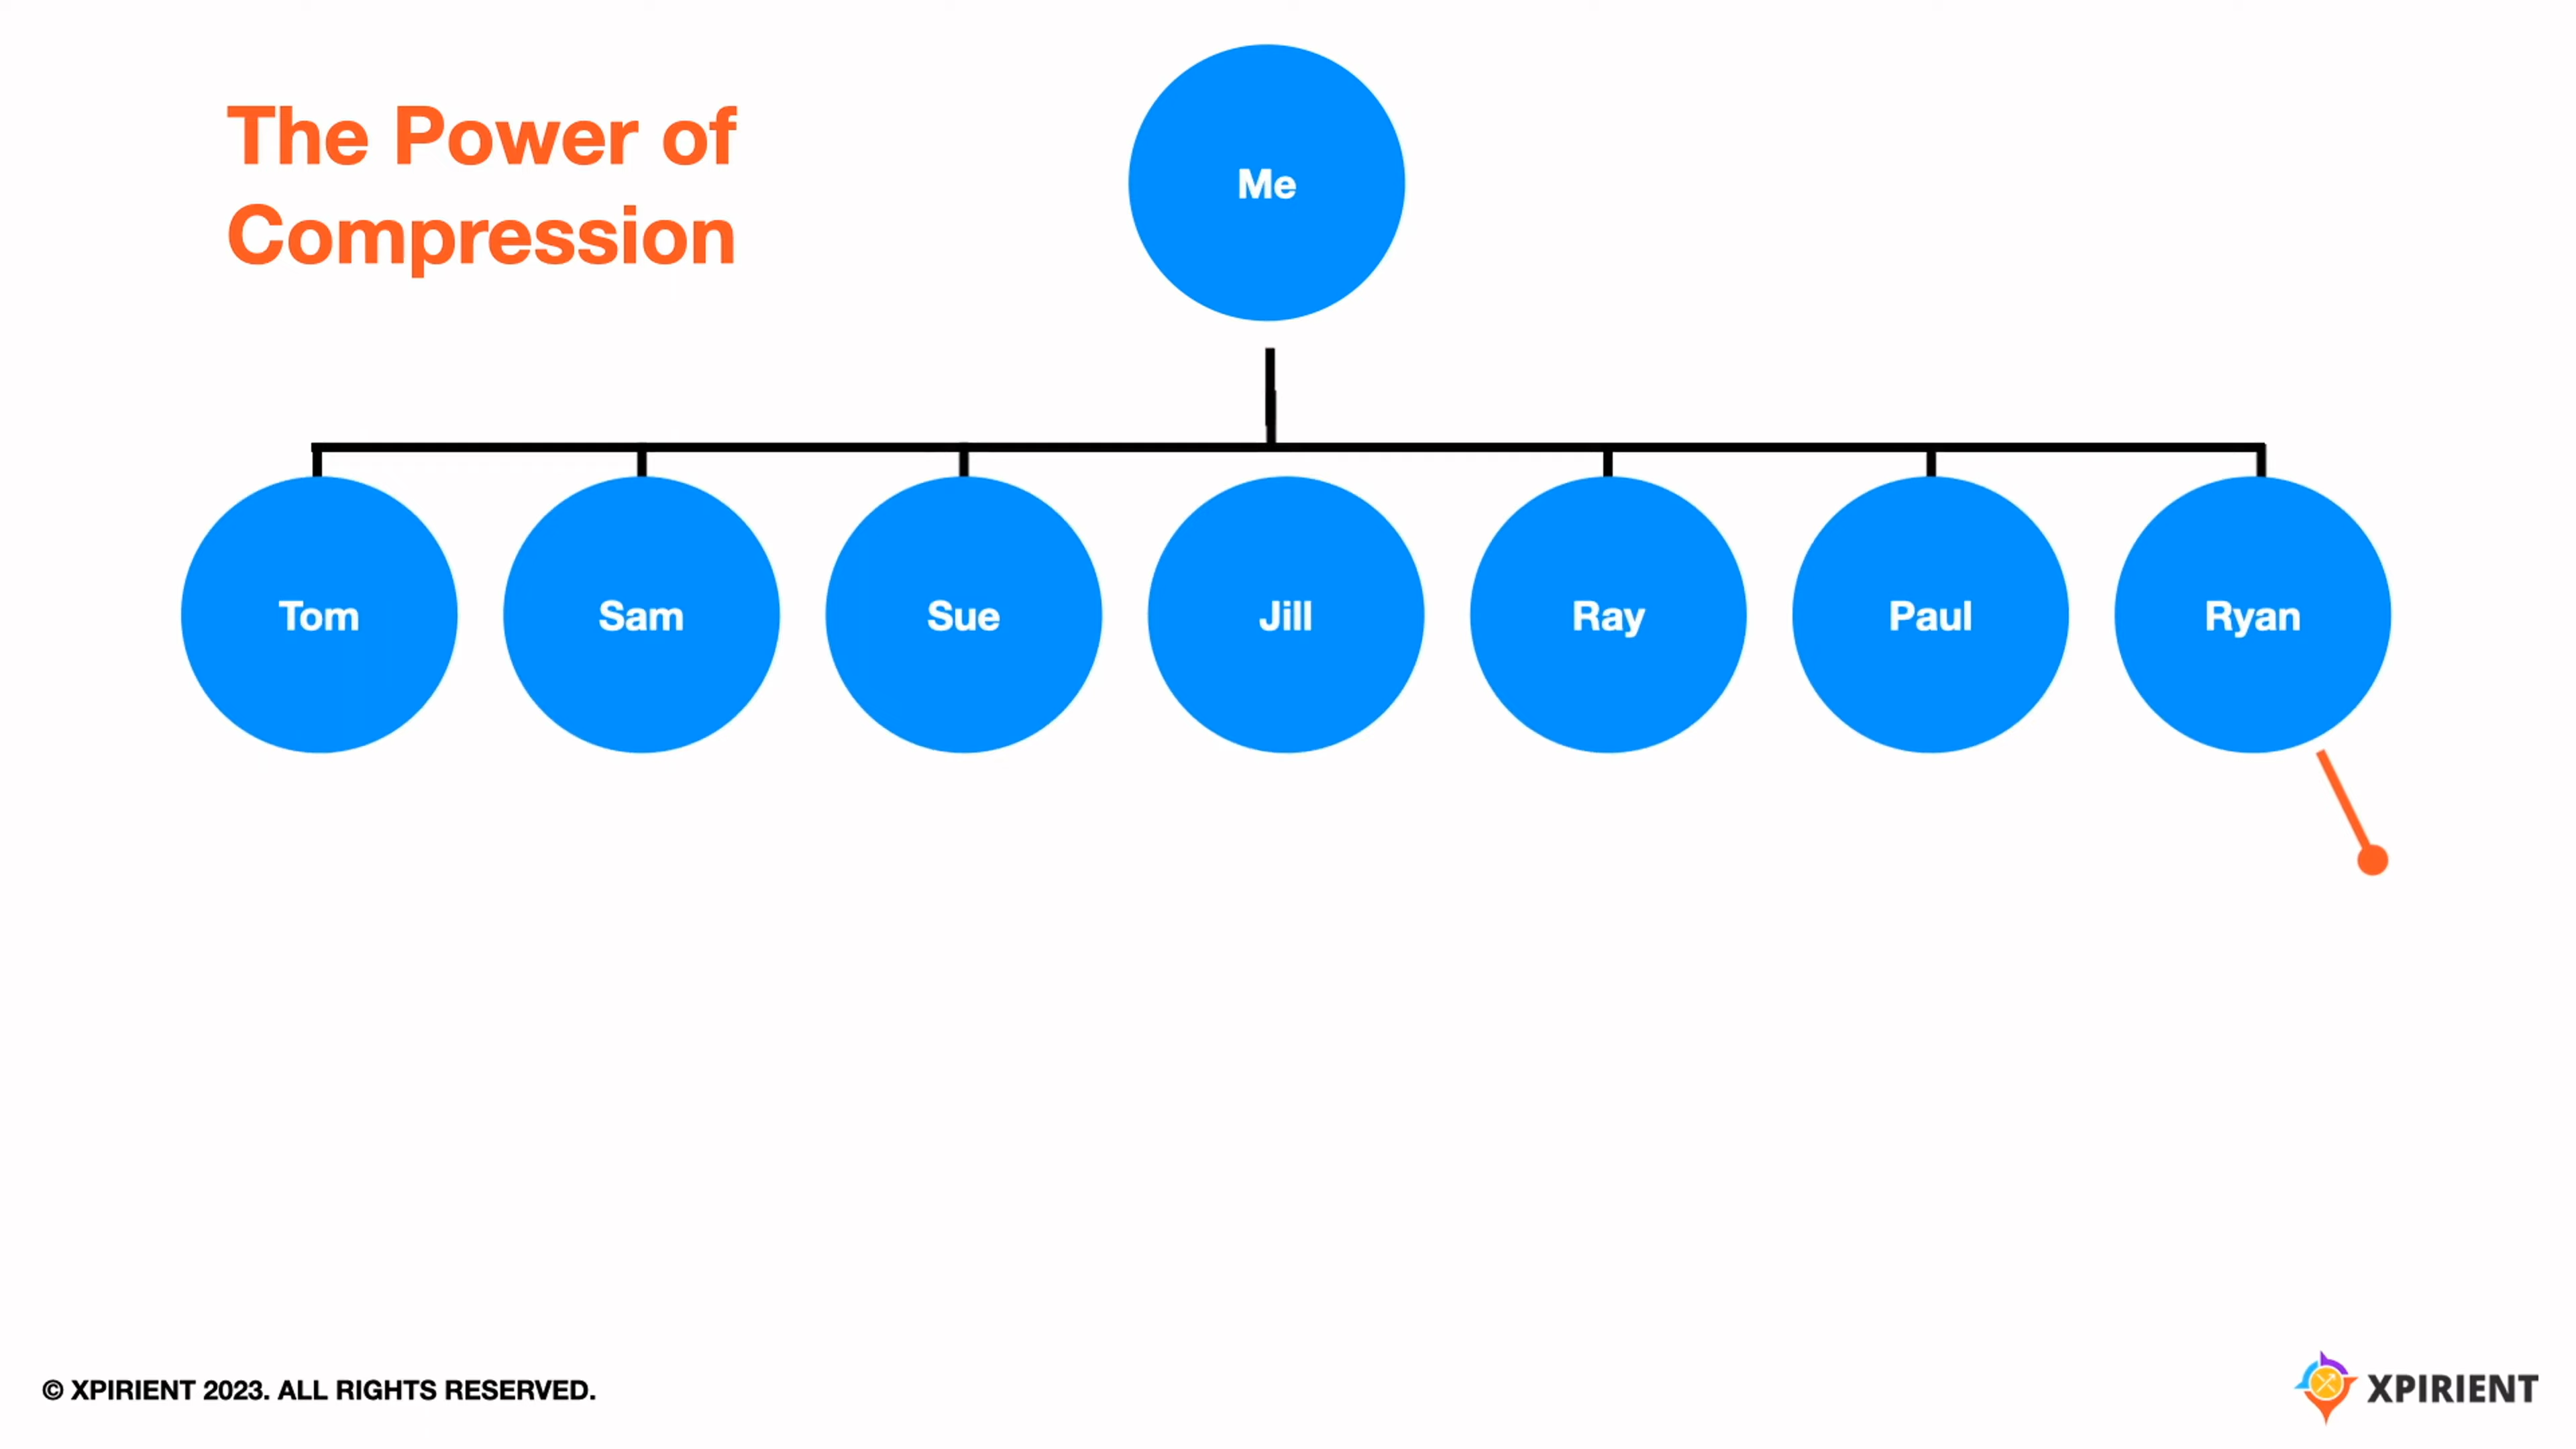 The Power of
Compression
Me
Tom
Sam
Sue
Jill
Ray
Paul
Ryan
© XPIRIENT 2023. ALL RIGHTS RESERVED.
XPIRIENT